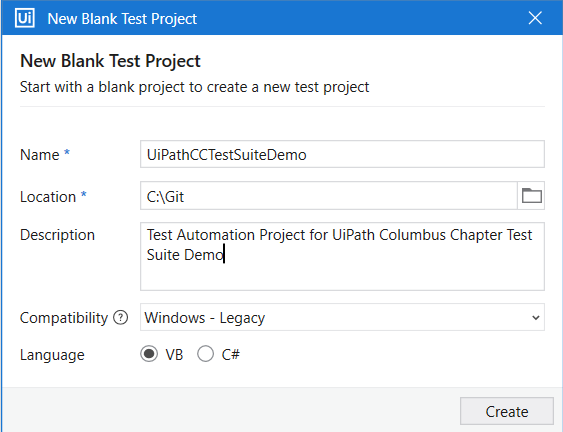 Ui New Blank Test Project
New Blank Test Project
Start with a blank project to create a new test project
Name * UiPathCCTestSuiteDemo
Location * C:\Git
Description Test Automation Project for UiPath Columbus Chapter Test
Suite Demo
Compatibility ? Windows - Legacy
Language VB C#
Create